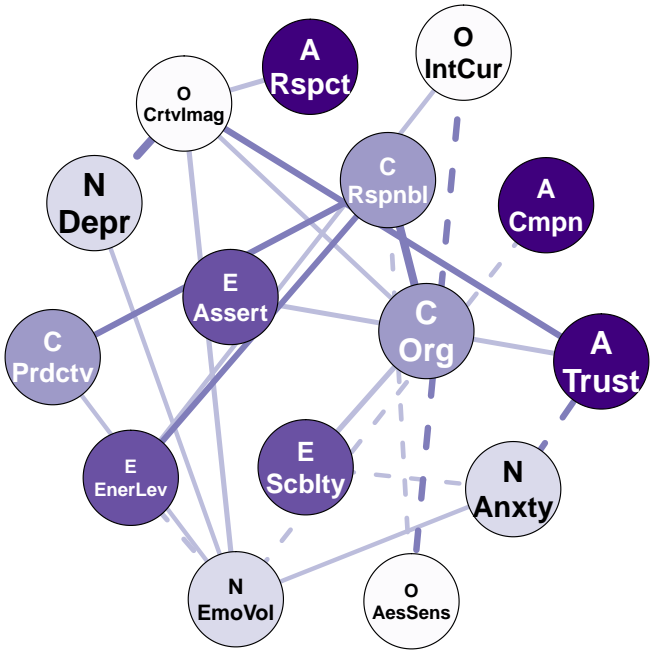 A
Rspct
O
IntCur
O
CrtvImag
C
Rspnbl
N
Depr
A
Cmpn
E
Assert
C
Org
C
Prdctv
A
Trust
E
EnerLev
E
Scblty
N
Anxty
N
EmoVol
O
AesSens